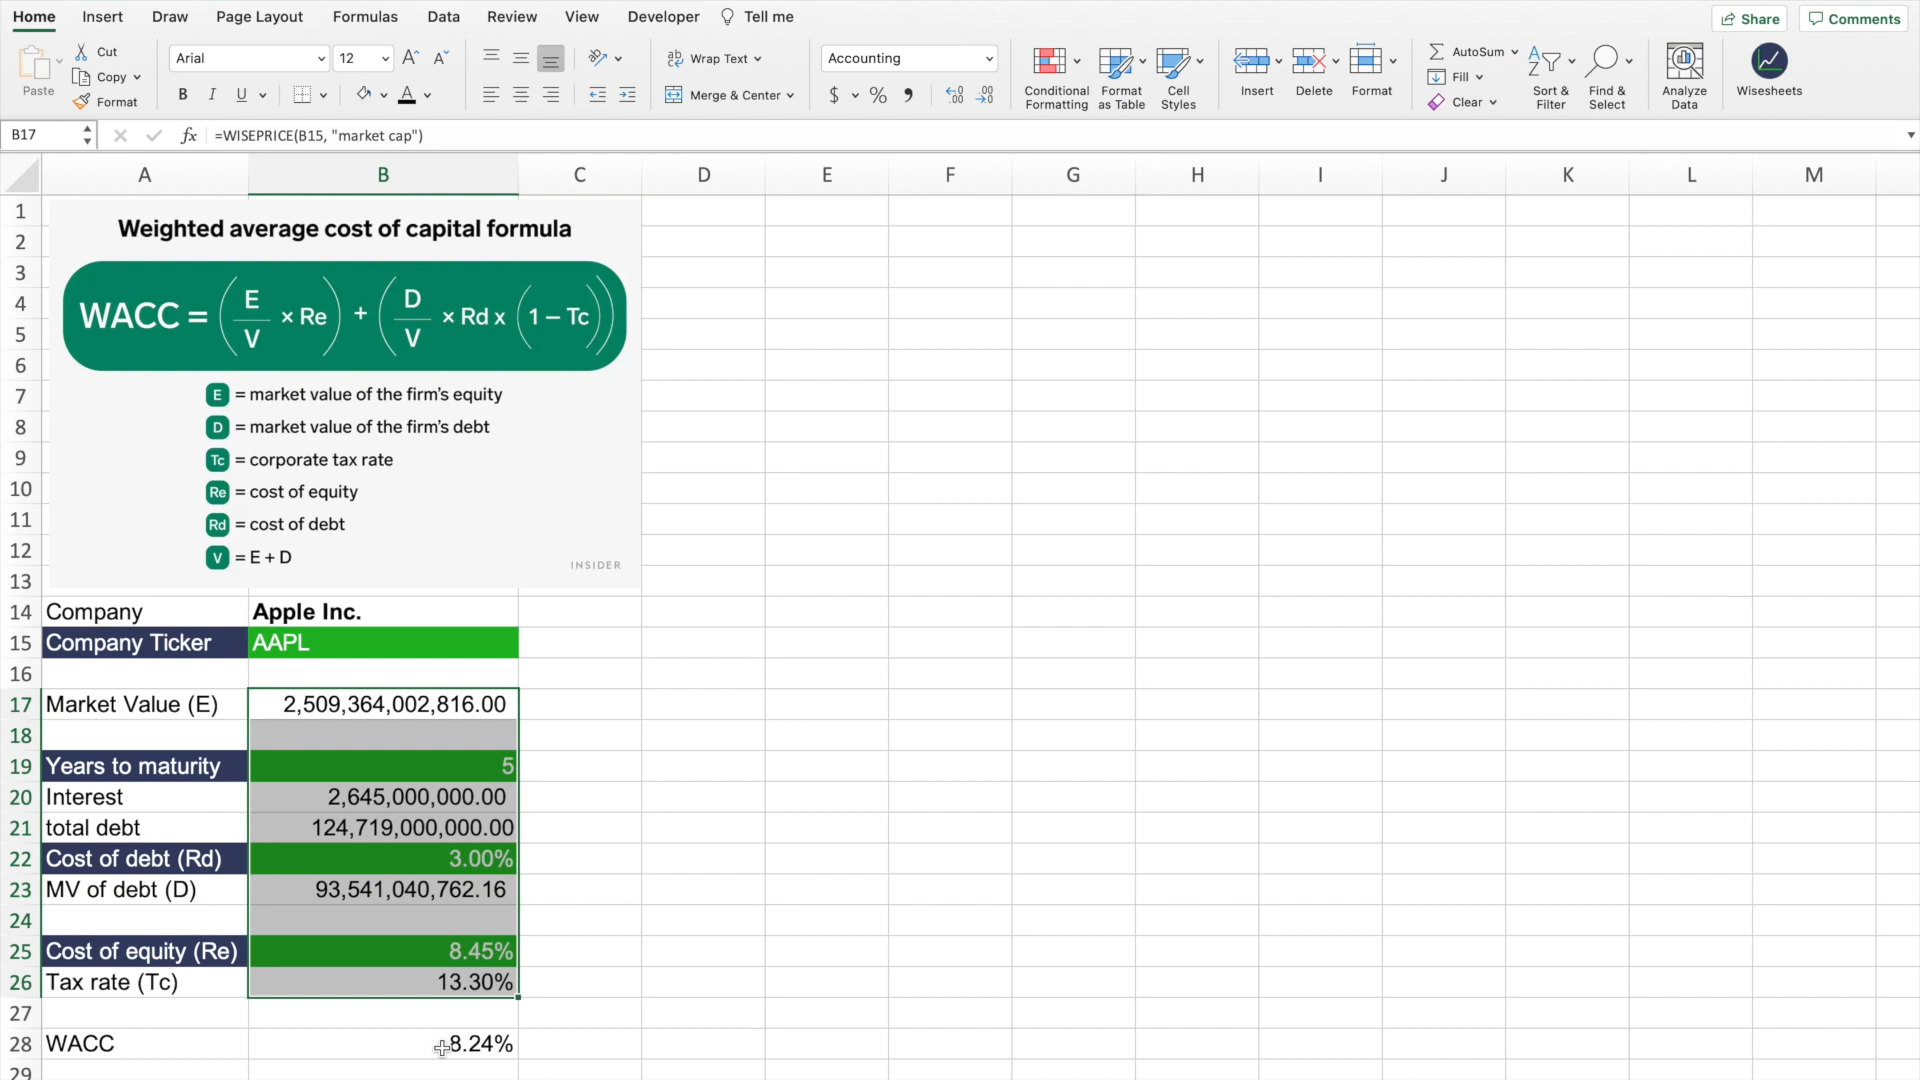 Home Insert Draw Page Layout Formulas Data Review View Developer Tell me Share Comments
Paste Cut Copy Format
Arial 12
B I U A
Wrap Text
Merge & Center
Accounting
$ % 9
Conditional Formatting
Format as Table
Cell Styles
Insert Delete Format
AutoSum
Fill
Clear
Sort & Filter
Find & Select
Analyze Data
Wisesheets
B17 fx =WISEPRICE(B15, "market cap")
A B C D E F G H I J K L M
1
Weighted average cost of capital formula
2
3
4
WACC = (E/V × Re) + (D/V × Rd x (1 – Tc))
5
6
7 E = market value of the firm's equity
8 D = market value of the firm's debt
9 Tc = corporate tax rate
10 Re = cost of equity
11 Rd = cost of debt
12 V = E + D
INSIDER
13
14 Company Apple Inc.
15 Company Ticker AAPL
16
17 Market Value (E) 2,509,364,002,816.00
18
19 Years to maturity 5
20 Interest 2,645,000,000.00
21 total debt 124,719,000,000.00
22 Cost of debt (Rd) 3.00%
23 MV of debt (D) 93,541,040,762.16
24
25 Cost of equity (Re) 8.45%
26 Tax rate (Tc) 13.30%
27
28 WACC 8.24%
29